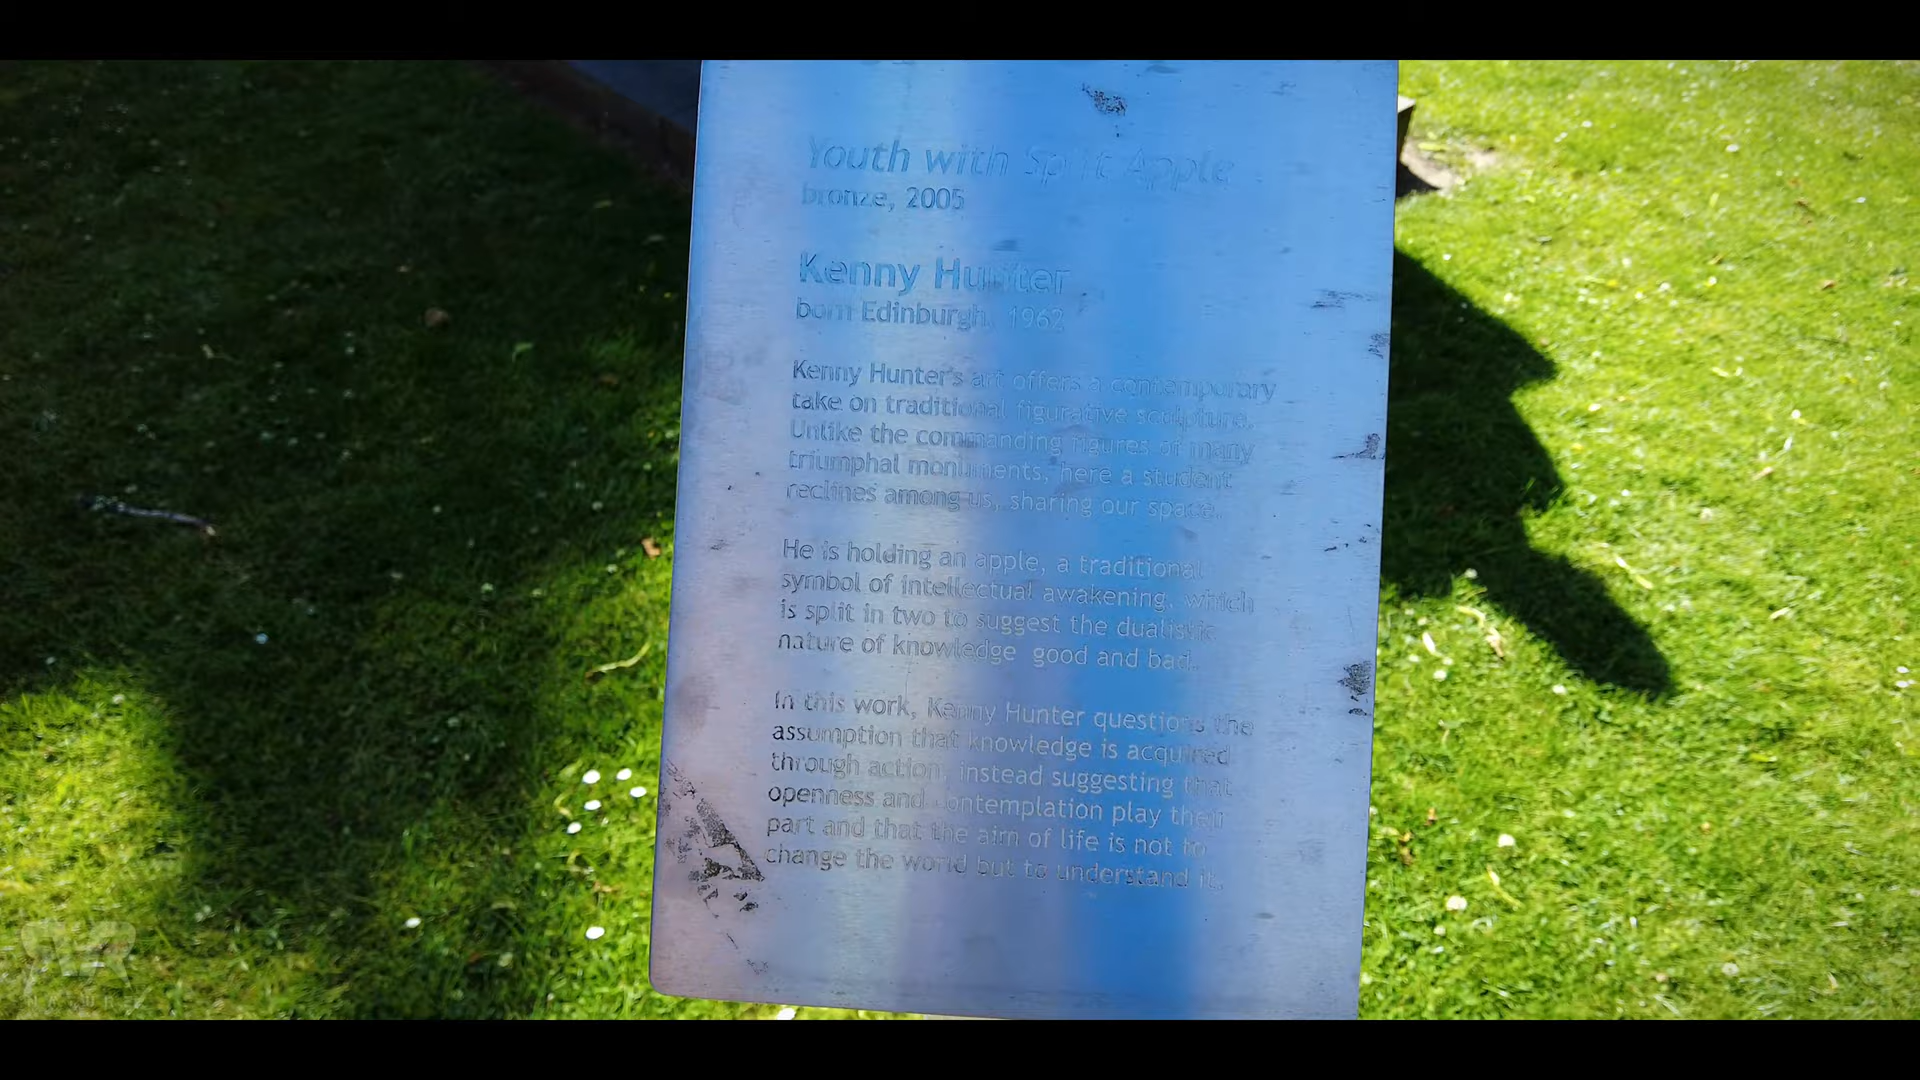 Youth with Split Apple
bronze, 2005
Kenny Hunter
born Edinburgh, 1962
Kenny Hunter's art offers a contemporary
take on traditional figurative sculpture.
Unlike the commanding figures of many
triumphal monuments, here a student
reclines among us, sharing our space.
He is holding an apple, a traditional
symbol of intellectual awakening, which
is split in two to suggest the dualistic
nature of knowledge good and bad.
In this work, Kenny Hunter questions the
assumption that knowledge is acquired
through action, instead suggesting that
openness and contemplation play their
part and that the aim of life is not to
change the world but to understand it.